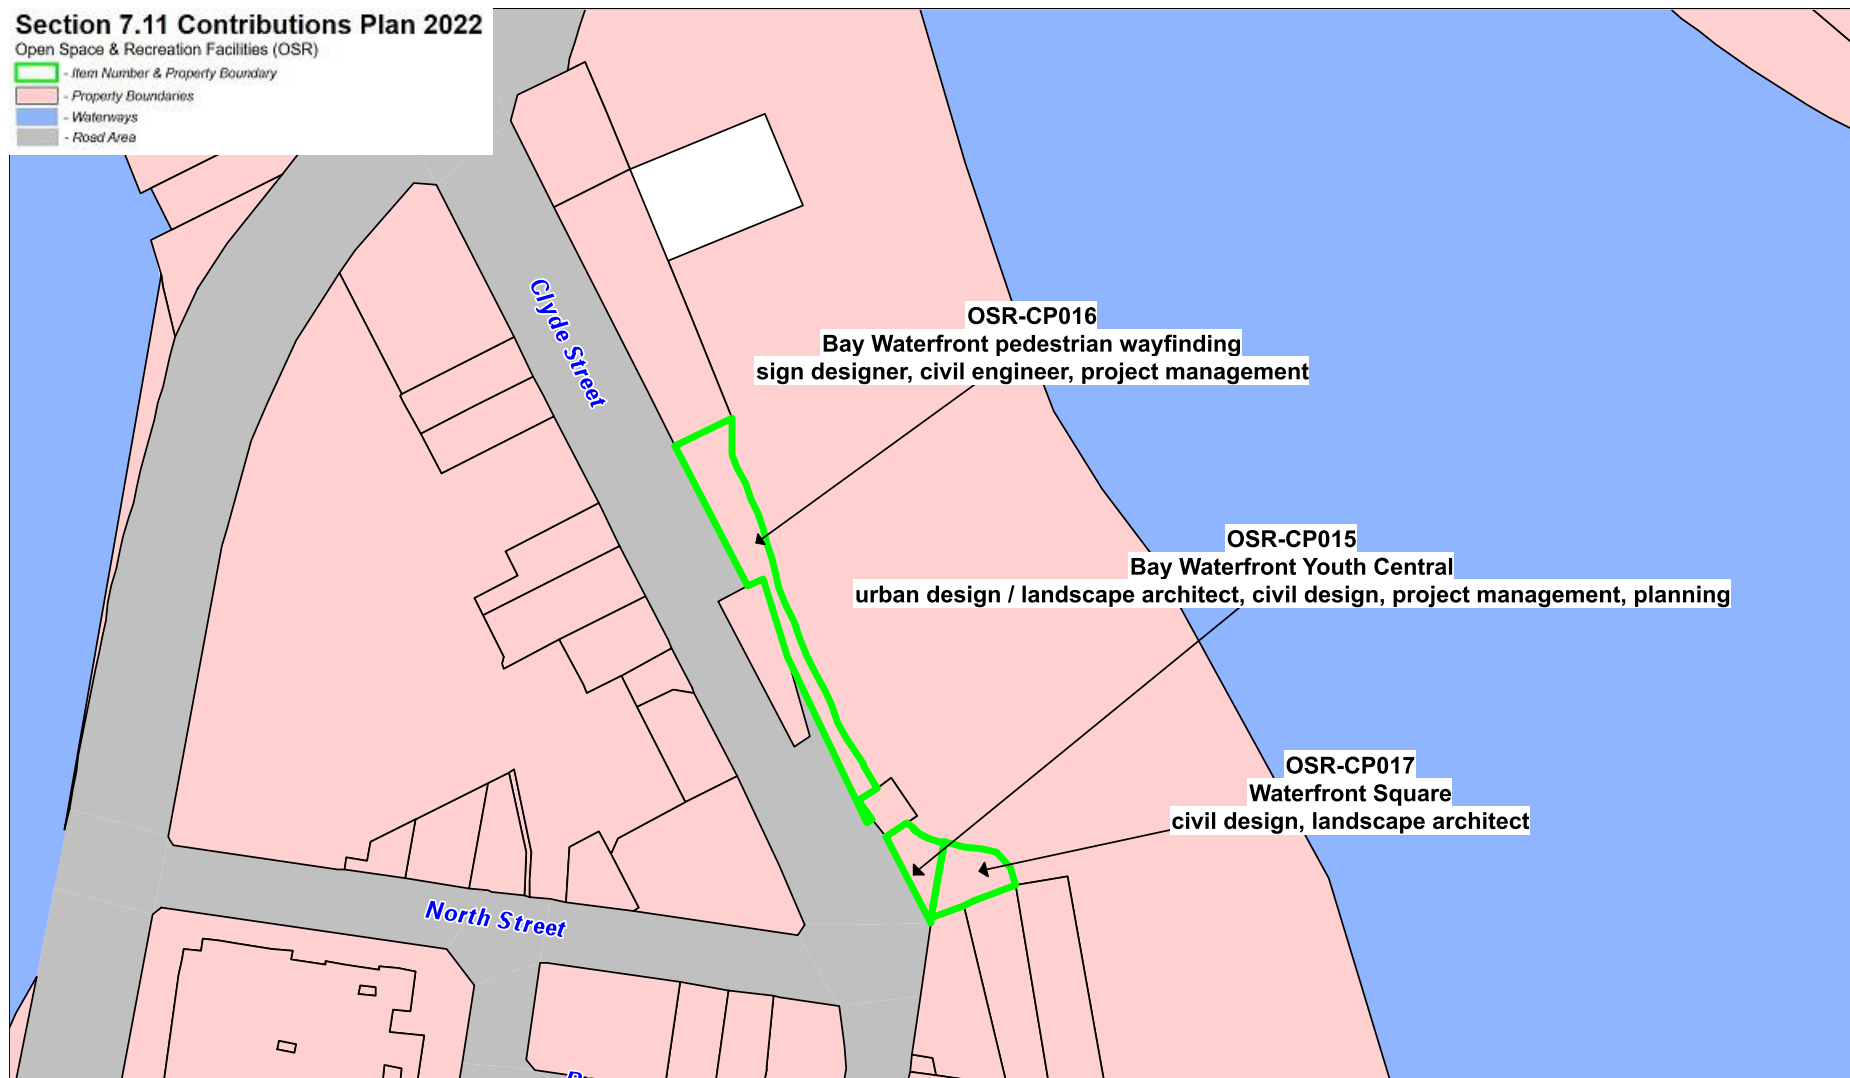 Section 7.11 Contributions Plan 2022
Open Space & Recreation Facilities (OSR)
- Item Number & Property Boundary
- Property Boundaries
- Waterways
- Road Area
Clyde Street
OSR-CP016
Bay Waterfront pedestrian wayfinding
sign designer, civil engineer, project management
OSR-CP015
Bay Waterfront Youth Central
urban design / landscape architect, civil design, project management, planning
OSR-CP017
Waterfront Square
civil design, landscape architect
North Street